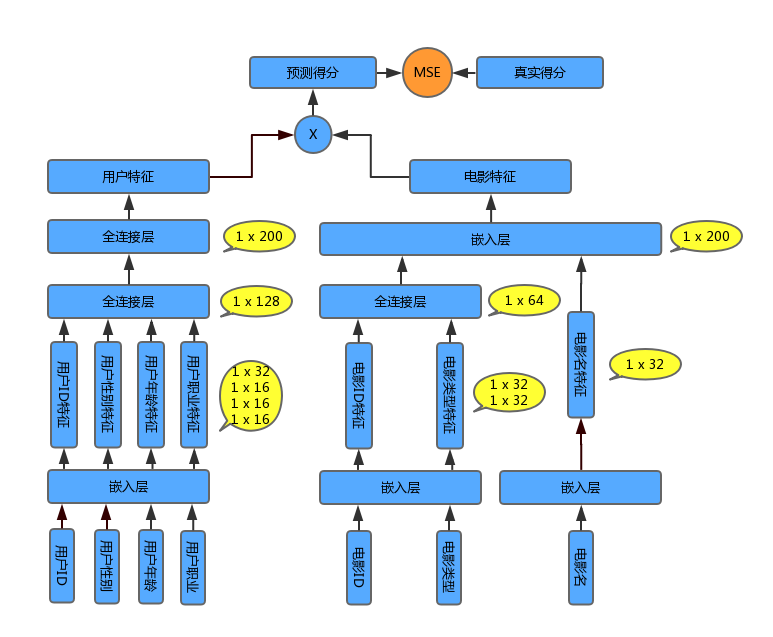 预测得分
MSE
真实得分
X
用户特征
电影特征
全连接层
1 x 200
嵌入层
1 x 200
全连接层
1 x 128
全连接层
1 x 64
用户ID特征
用户性别特征
用户年龄特征
用户职业特征
1 x 32
1 x 16
1 x 16
1 x 16
电影ID特征
电影类型特征
1 x 32
1 x 32
电影名特征
1 x 32
嵌入层
嵌入层
嵌入层
用户ID
用户性别
用户年龄
用户职业
电影ID
电影类型
电影名